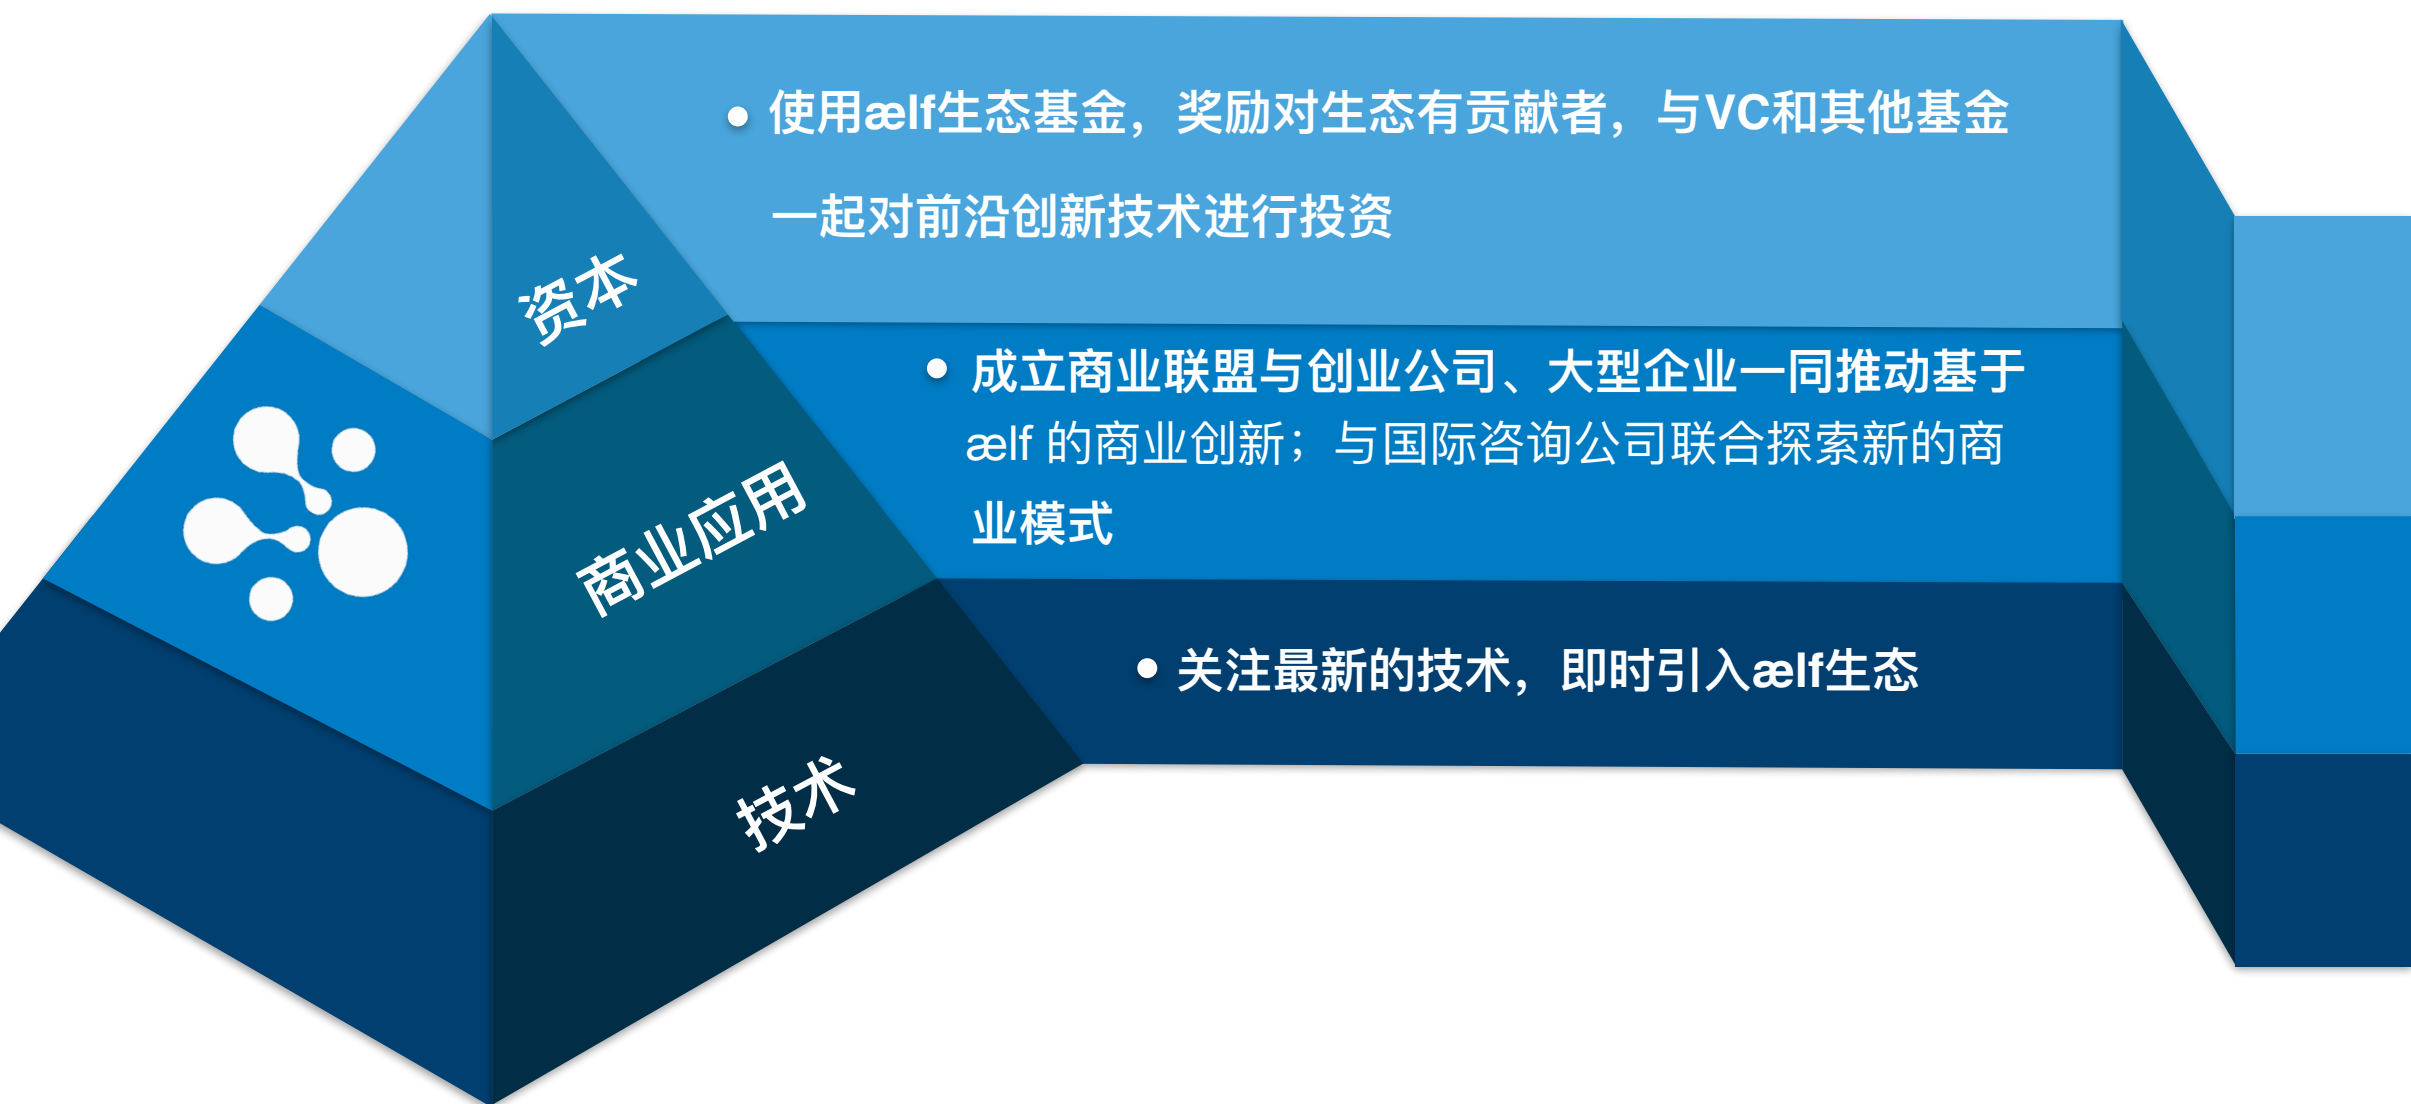 • 使用ælf生态基金，奖励对生态有贡献者，与VC和其他基金
一起对前沿创新技术进行投资
资本
• 成立商业联盟与创业公司、大型企业一同推动基于
ælf 的商业创新；与国际咨询公司联合探索新的商
业模式
商业应用
• 关注最新的技术，即时引入ælf生态
技术